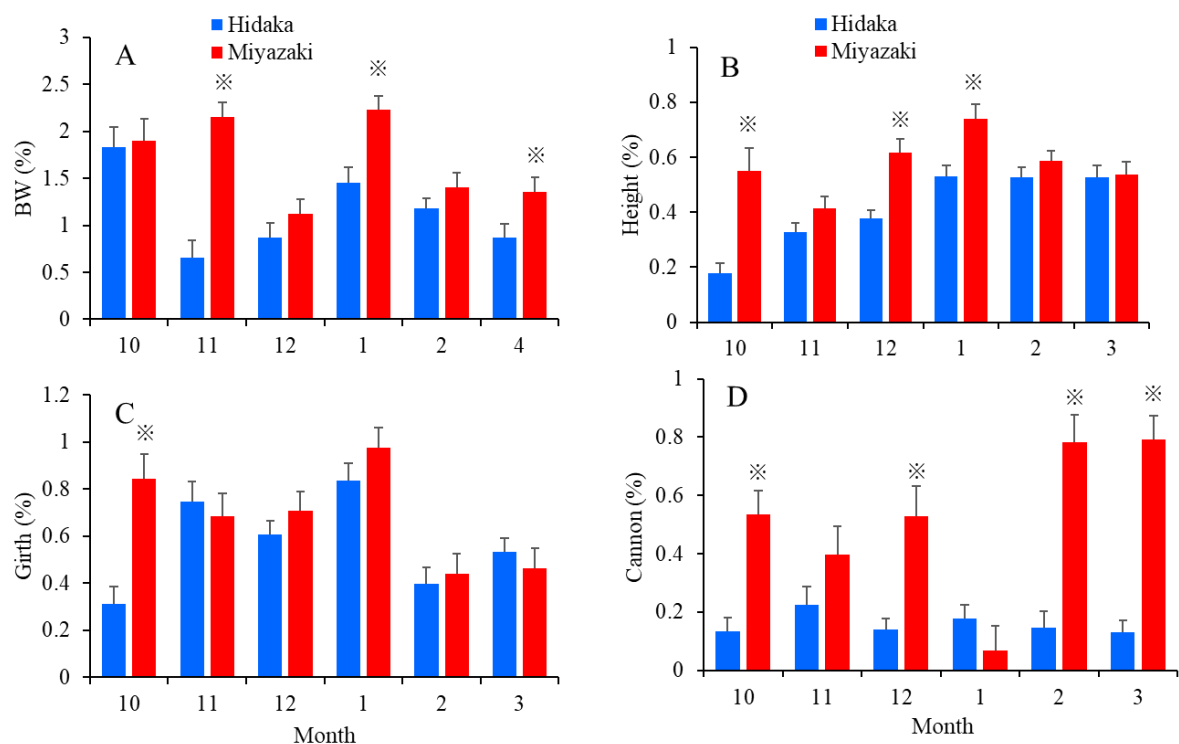 Hidaka
Miyazaki
A
BW (%)
3
2.5
2
1.5
1
0.5
0
※
※
※
10 11 12 1 2 4
Hidaka
Miyazaki
B
Height (%)
1
0.8
0.6
0.4
0.2
0
※
※
※
10 11 12 1 2 3
C
Girth (%)
1.2
1
0.8
0.6
0.4
0.2
0
※
10 11 12 1 2 3
Month
D
Cannon (%)
1
0.8
0.6
0.4
0.2
0
※
※
※
※
10 11 12 1 2 3
Month